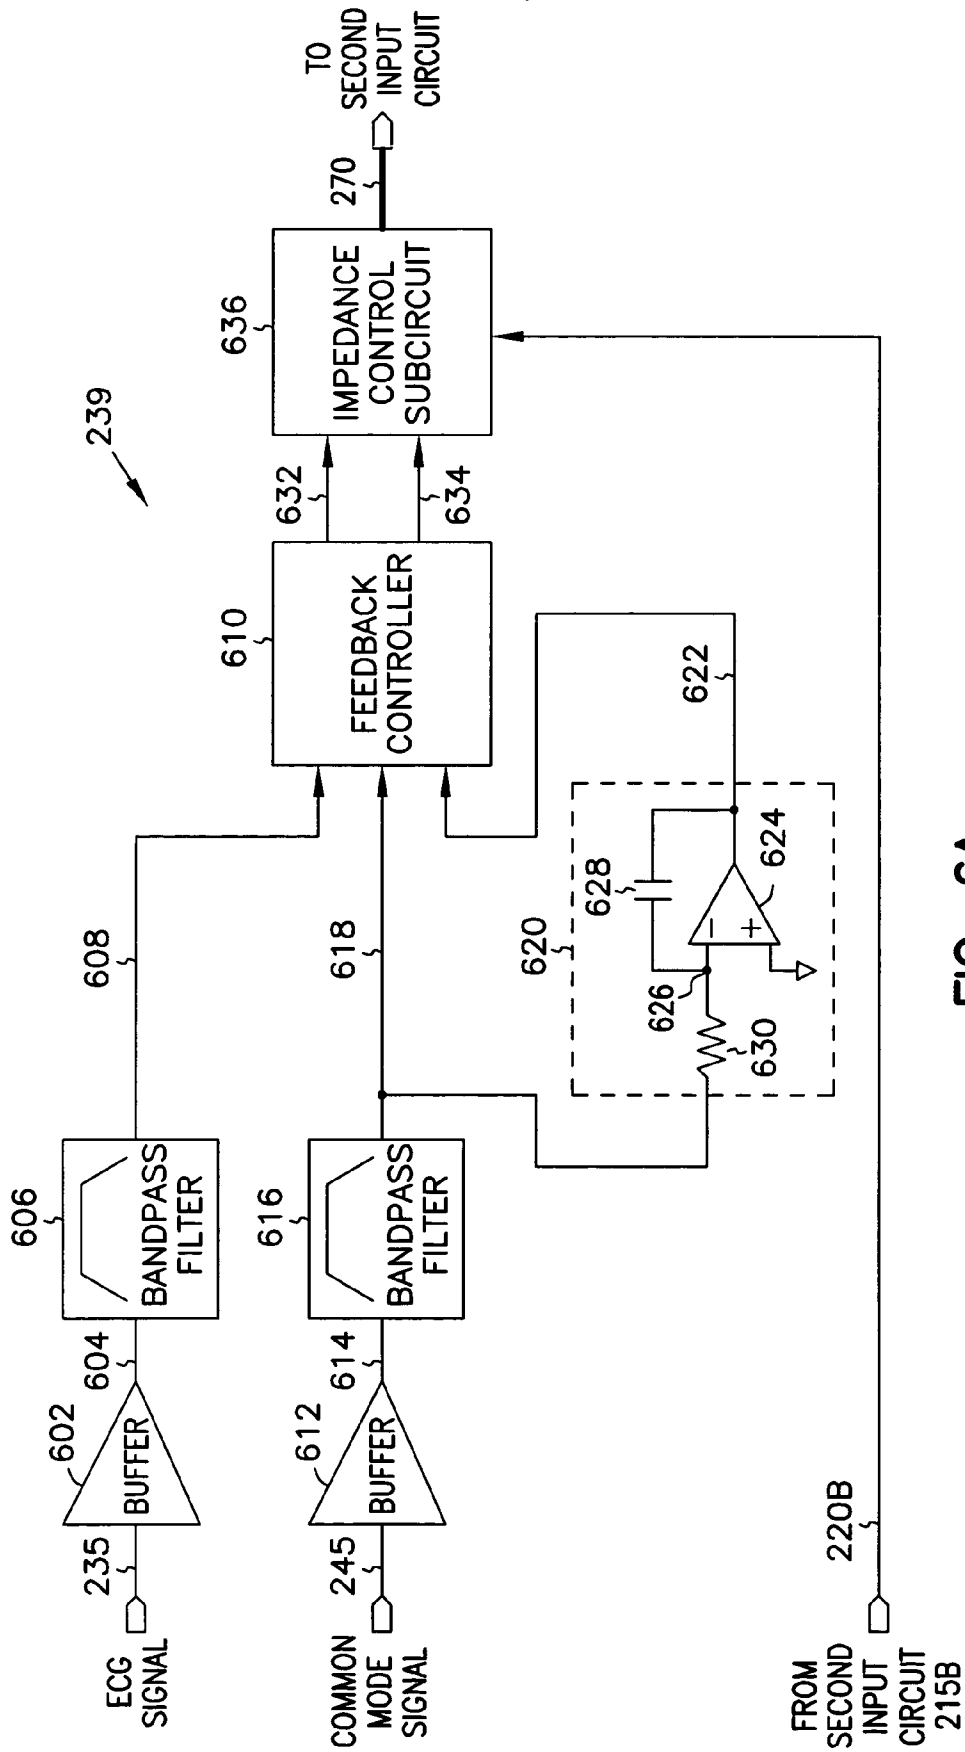 239
ECG
SIGNAL
235
602
BUFFER
604
606
BANDPASS
FILTER
608
COMMON
MODE
SIGNAL
245
612
BUFFER
614
616
BANDPASS
FILTER
618
610
FEEDBACK
CONTROLLER
632
634
636
IMPEDANCE
CONTROL
SUBCIRCUIT
270
TO
SECOND
INPUT
CIRCUIT
620
626
628
630
−
+
624
622
FROM
SECOND
INPUT
CIRCUIT
215B
220B